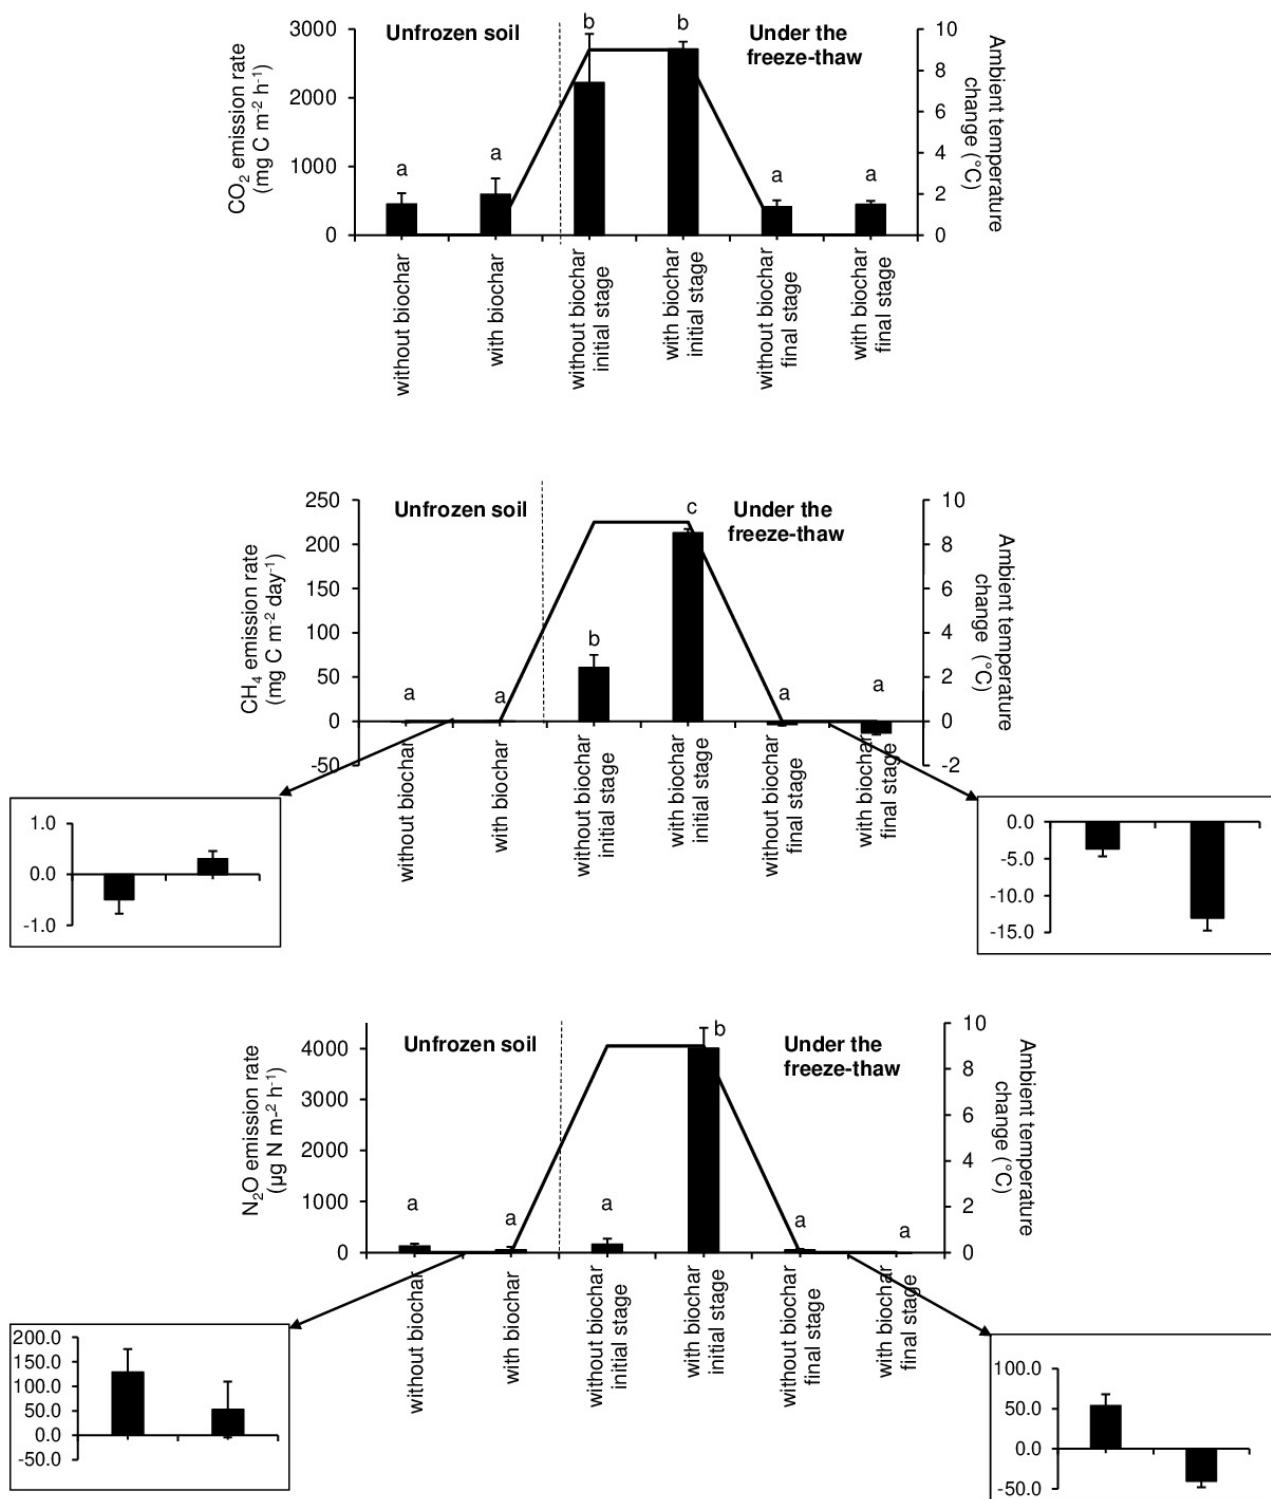 Unfrozen soil
Under the
freeze-thaw
CO₂ emission rate
(mg C m⁻² h⁻¹)
3000
2000
1000
0
a
a
b
b
a
a
10
8
6
4
2
0
Ambient temperature
change (°C)
without biochar
with biochar
without biochar
initial stage
with biochar
initial stage
without biochar
final stage
with biochar
final stage
Unfrozen soil
Under the
freeze-thaw
CH₄ emission rate
(mg C m⁻² day⁻¹)
250
200
150
100
50
0
-50
a
a
b
c
a
a
10
8
6
4
2
0
-2
Ambient temperature
change (°C)
without biochar
with biochar
without biochar
initial stage
with biochar
initial stage
without biochar
final stage
with biochar
final stage
1.0
0.0
-1.0
0.0
-5.0
-10.0
-15.0
Unfrozen soil
Under the
freeze-thaw
N₂O emission rate
(µg N m-² h⁻¹)
4000
3000
2000
1000
0
a
a
a
b
a
a
10
8
6
4
2
0
Ambient temperature
change (°C)
without biochar
with biochar
without biochar
initial stage
with biochar
initial stage
without biochar
final stage
with biochar
final stage
200.0
150.0
100.0
50.0
0.0
-50.0
100.0
50.0
0.0
-50.0